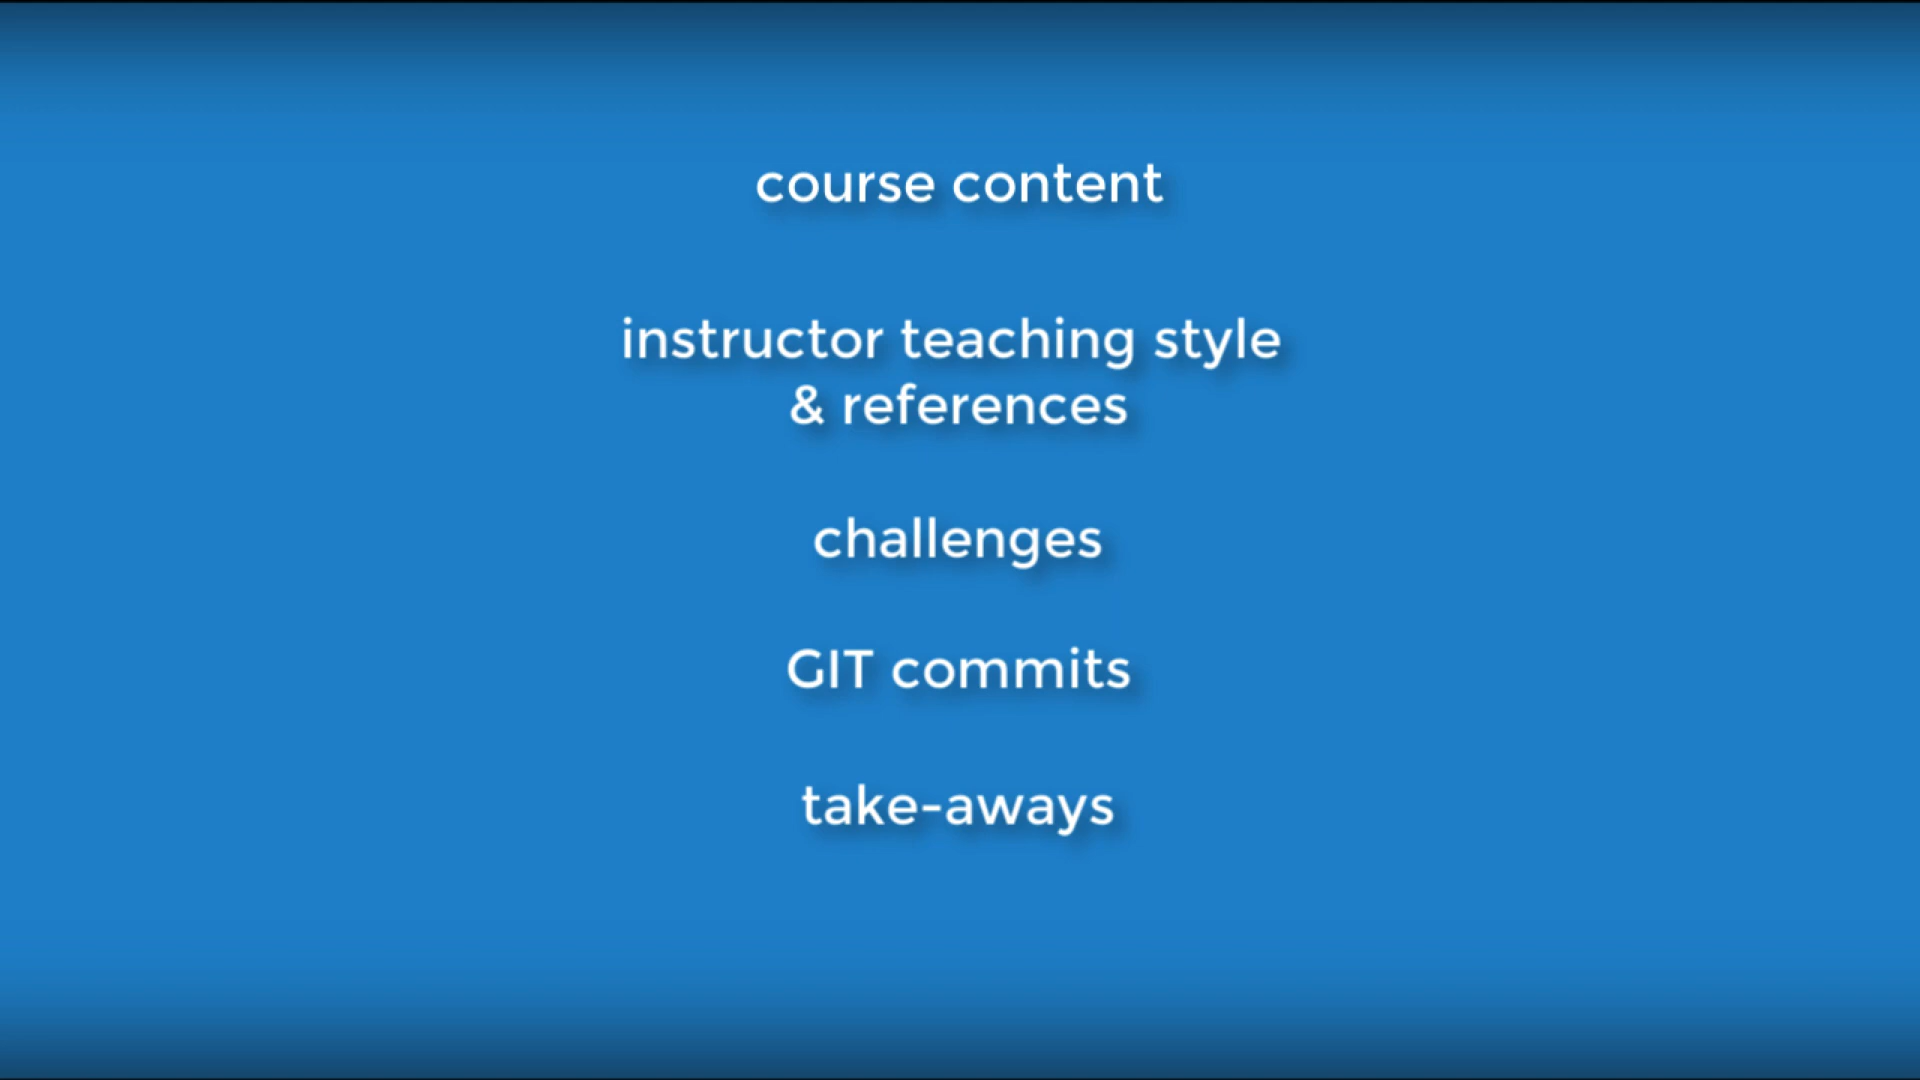 course content
instructor teaching style
& references
challenges
GIT commits
take-aways